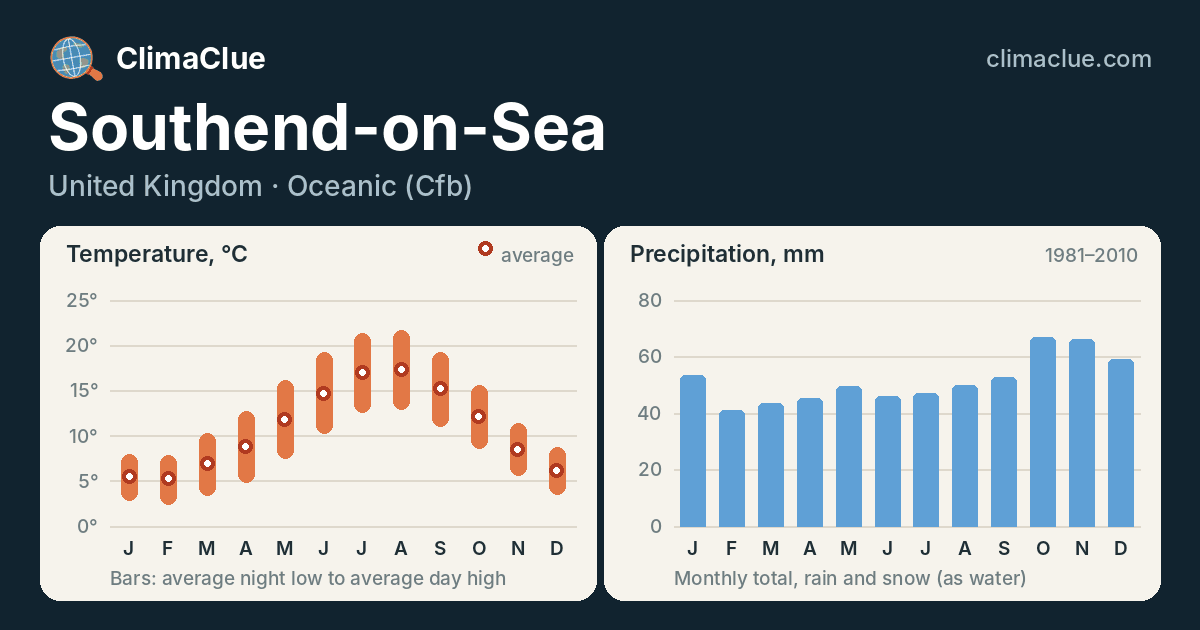 ClimaClue
climaclue.com
Southend-on-Sea
United Kingdom · Oceanic (Cfb)
Temperature, °C
average
25°
20°
15°
10°
5°
0°
J F M A M J J A S O N D
Bars: average night low to average day high
Precipitation, mm
1981–2010
80
60
40
20
0
J F M A M J J A S O N D
Monthly total, rain and snow (as water)